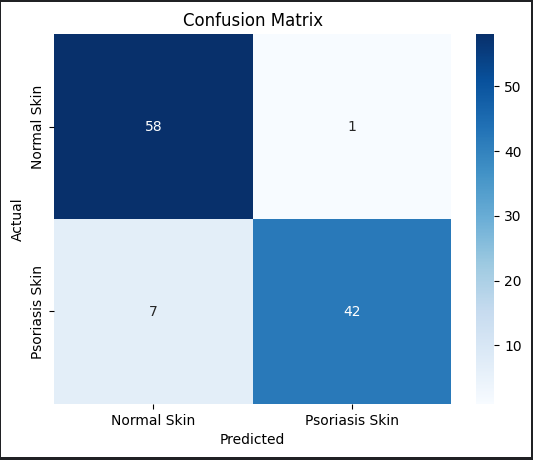 Confusion Matrix
Normal Skin
Psoriasis Skin
Actual
58
1
7
42
Normal Skin
Psoriasis Skin
Predicted
50
40
30
20
10